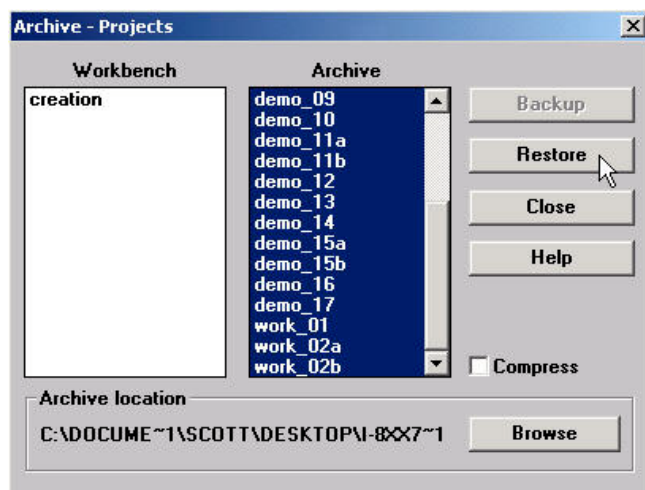 Archive - Projects
Workbench
Archive
creation
demo_09
demo_10
demo_11a
demo_11b
demo_12
demo_13
demo_14
demo_15a
demo_15b
demo_16
demo_17
work_01
work_02a
work_02b
Backup
Restore
Close
Help
Compress
Archive location
C:\DOCUME~1\SCOTT\DESKTOP\I-8XX7~1
Browse